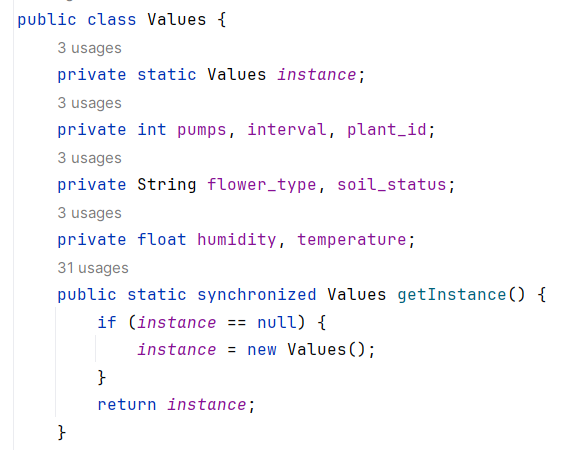 public class Values {
3 usages
private static Values instance;
3 usages
private int pumps, interval, plant_id;
3 usages
private String flower_type, soil_status;
3 usages
private float humidity, temperature;
31 usages
public static synchronized Values getInstance() {
if (instance == null) {
instance = new Values();
}
return instance;
}